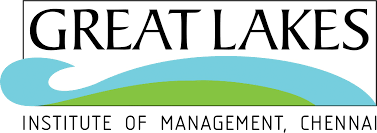 GREAT LAKES
INSTITUTE OF MANAGEMENT, CHENNAI